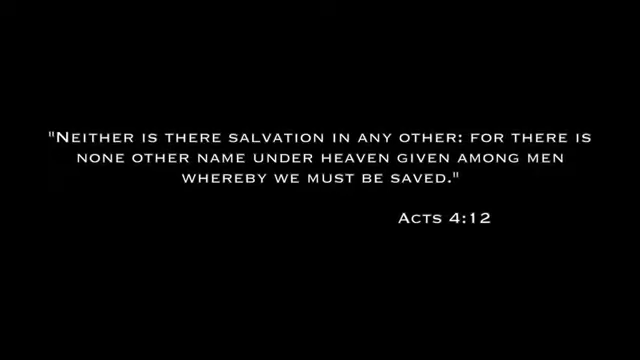 "Neither is there salvation in any other: for there is
none other name under heaven given among men
whereby we must be saved."
Acts 4:12